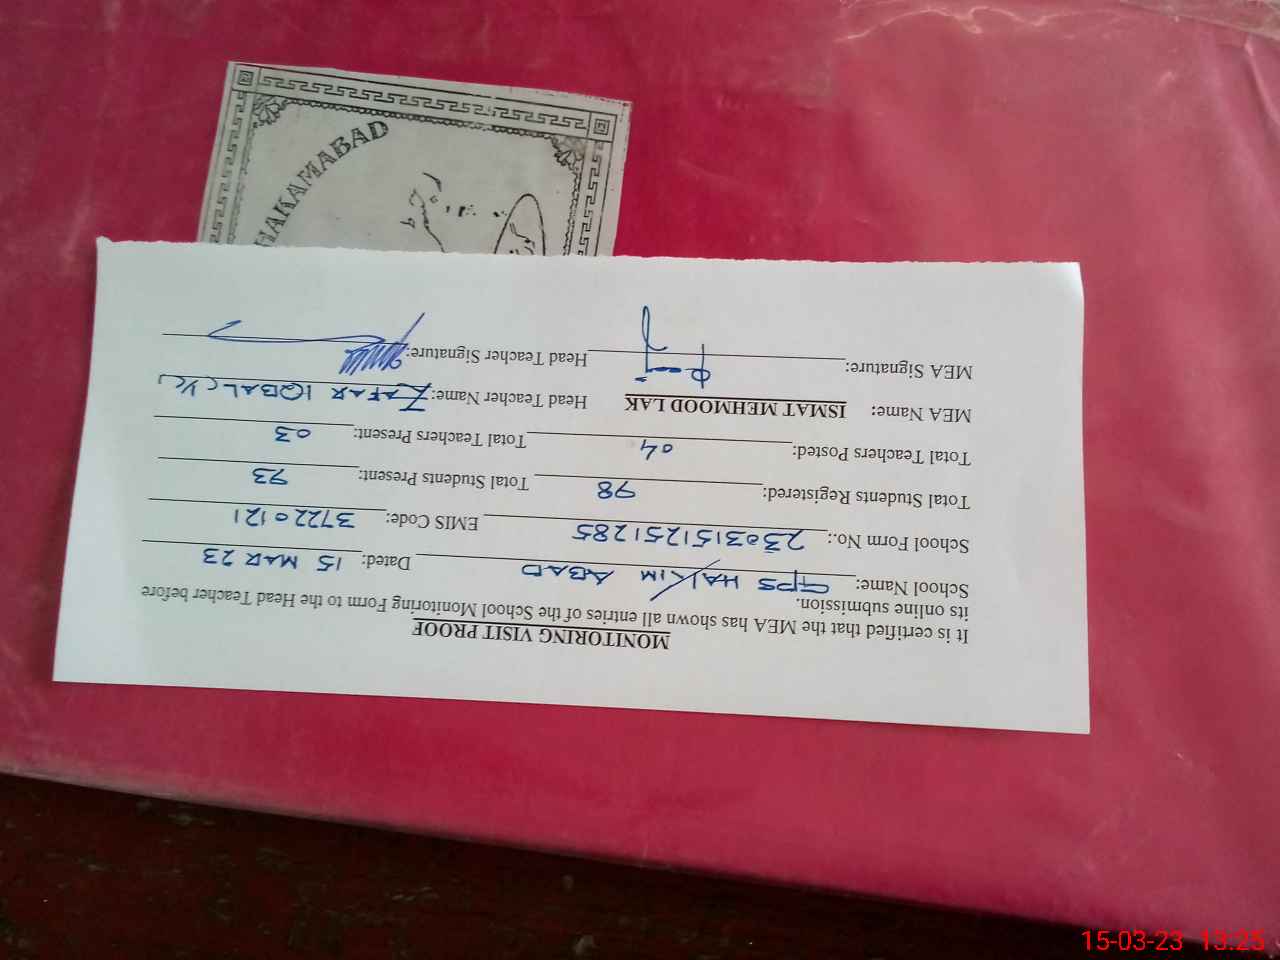 MONITORING VISIT PROOF
It is certified that the MEA has shown all entries of the School Monitoring Form to the Head Teacher before
its online submission.
School Name: GPS HAKIM ABAD Dated: 15 MAR 23
School Form No.: 2303151251285 EMIS Code: 37220121
Total Students Registered: 98 Total Students Present: 93
Total Teachers Posted: 04 Total Teachers Present: 03
MEA Name: ISMAT MEHMOOD LAK Head Teacher Name: ZAFAR IQBAL
MEA Signature: Head Teacher Signature:
HAKAMABAD
15-03-23 13:25